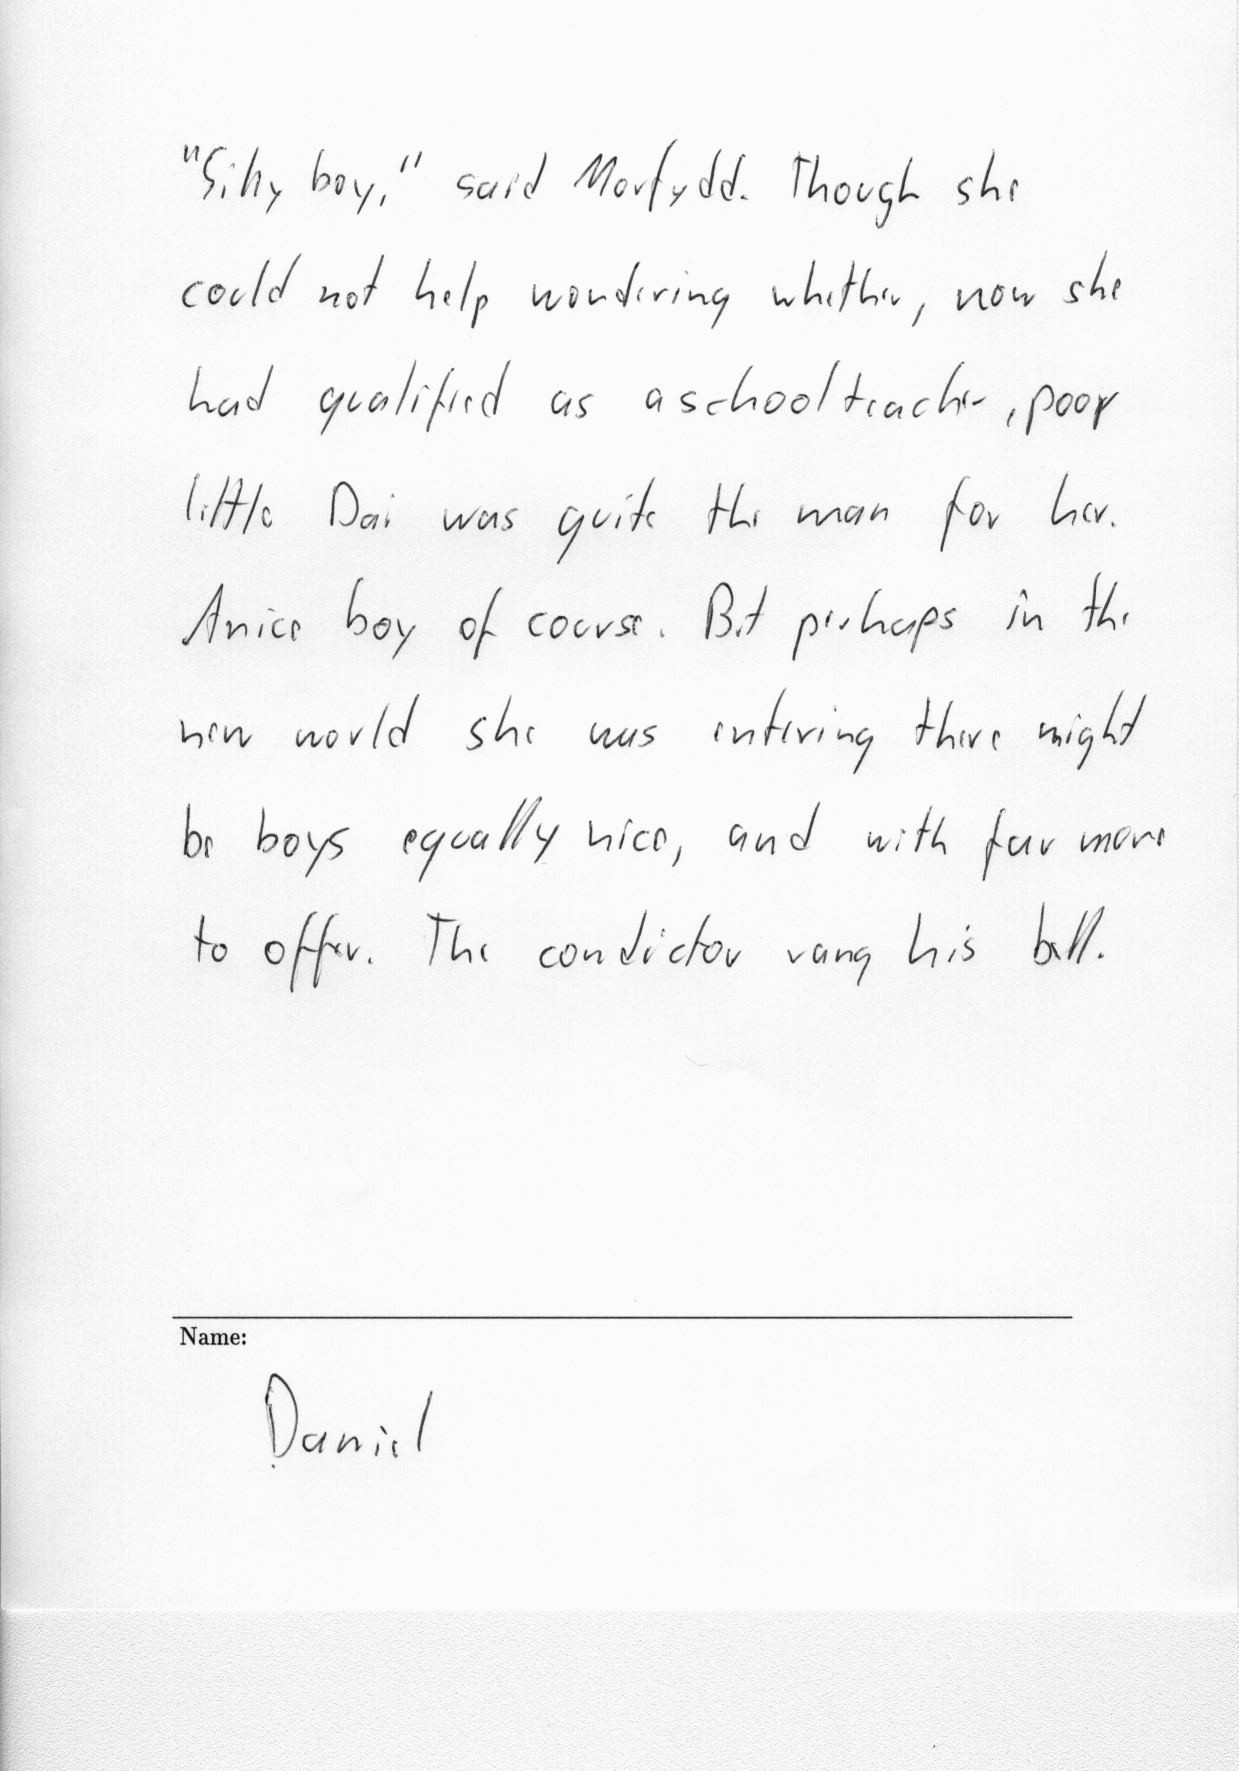 "Silly boy," said Morfydd. Though she
could not help wondering whether, now she
had qualified as a schoolteacher, poor
little Dai was quite the man for her.
A nice boy of course. But perhaps in the
new world she was entering there might
be boys equally nice, and with far more
to offer. The conductor rang his bell.
Name:
Daniel